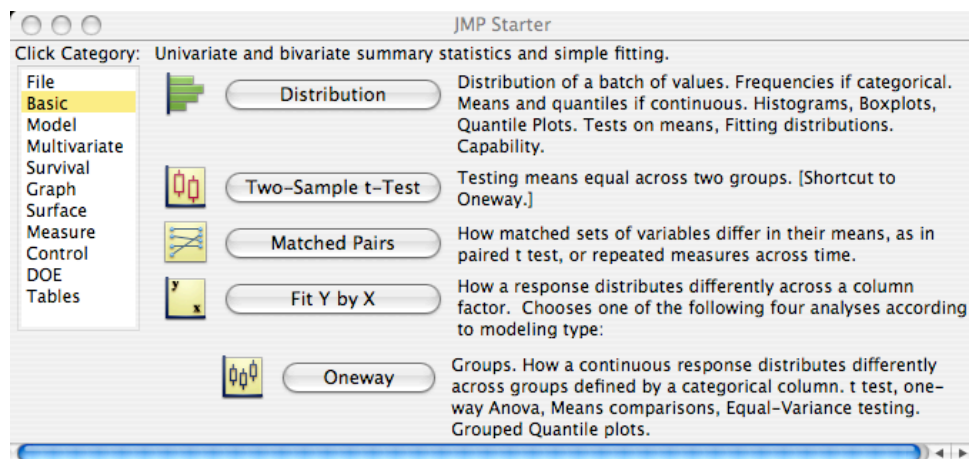 JMP Starter
Click Category: Univariate and bivariate summary statistics and simple fitting.
File
Basic
Model
Multivariate
Survival
Graph
Surface
Measure
Control
DOE
Tables
Distribution
Distribution of a batch of values. Frequencies if categorical.
Means and quantiles if continuous. Histograms, Boxplots,
Quantile Plots. Tests on means, Fitting distributions.
Capability.
Two-Sample t-Test
Testing means equal across two groups. [Shortcut to
Oneway.]
Matched Pairs
How matched sets of variables differ in their means, as in
paired t test, or repeated measures across time.
y
x
Fit Y by X
How a response distributes differently across a column
factor. Chooses one of the following four analyses according
to modeling type:
Oneway
Groups. How a continuous response distributes differently
across groups defined by a categorical column. t test, one-
way Anova, Means comparisons, Equal-Variance testing.
Grouped Quantile plots.